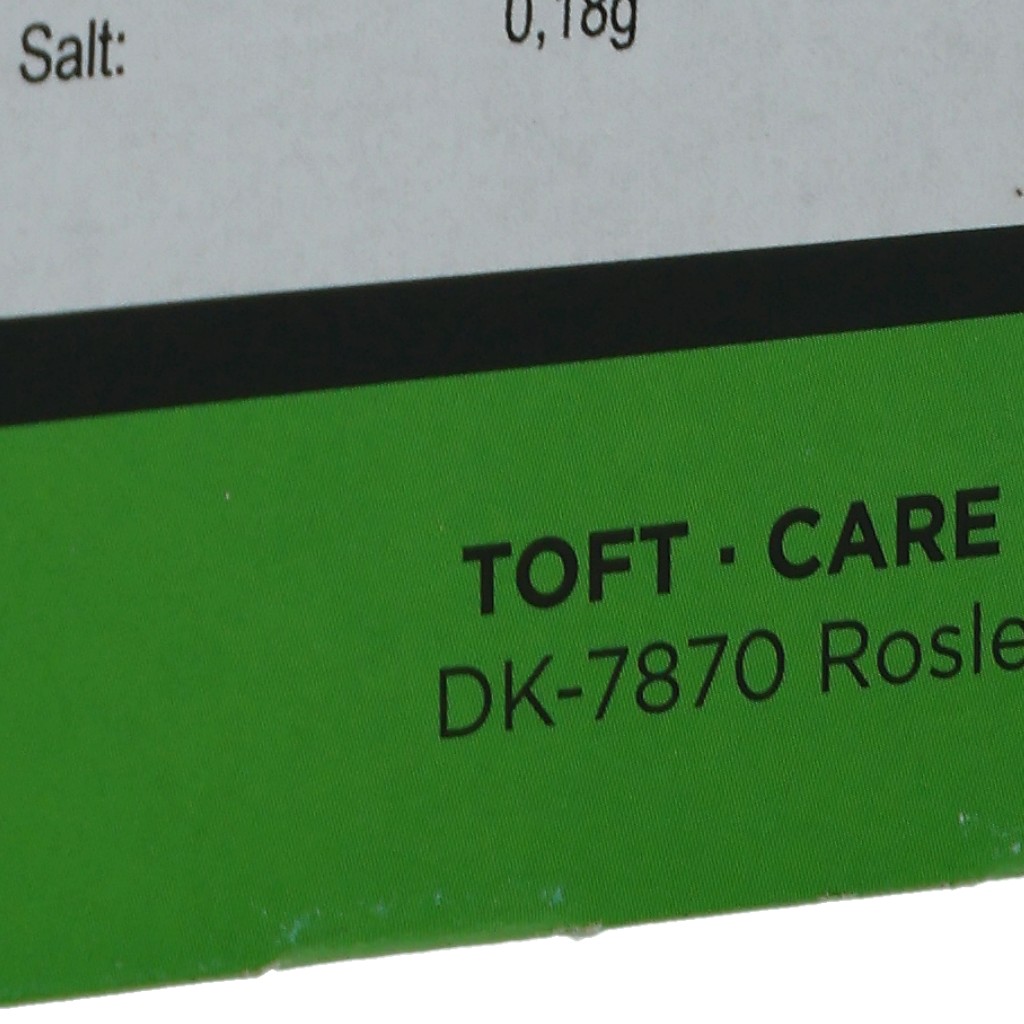 Salt: 0,18g
TOFT · CARE
DK-7870 Rosle